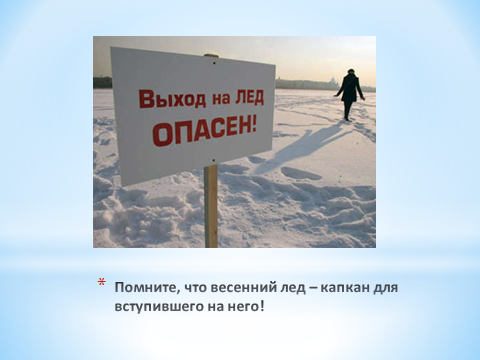 Выход на ЛЕД
ОПАСЕН!
* Помните, что весенний лед – капкан для
вступившего на него!